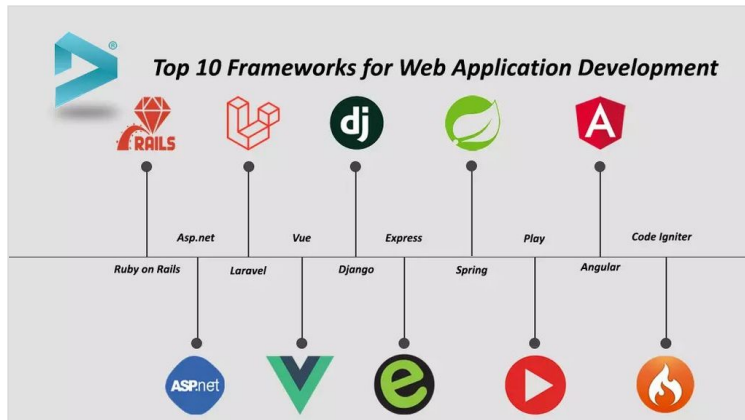 ®
Top 10 Frameworks for Web Application Development
RAILS
dj
A
Asp.net
Vue
Express
Play
Code Igniter
Ruby on Rails
Laravel
Django
Spring
Angular
ASP.net
e